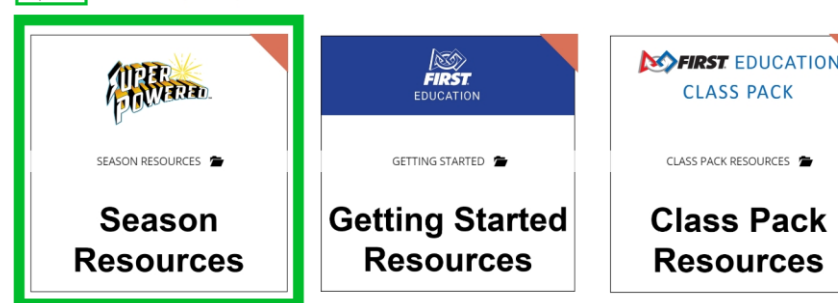 SUPER
POWERED
SEASON RESOURCES
Season
Resources
FIRST
EDUCATION
GETTING STARTED
Getting Started
Resources
FIRST EDUCATION
CLASS PACK
CLASS PACK RESOURCES
Class Pack
Resources